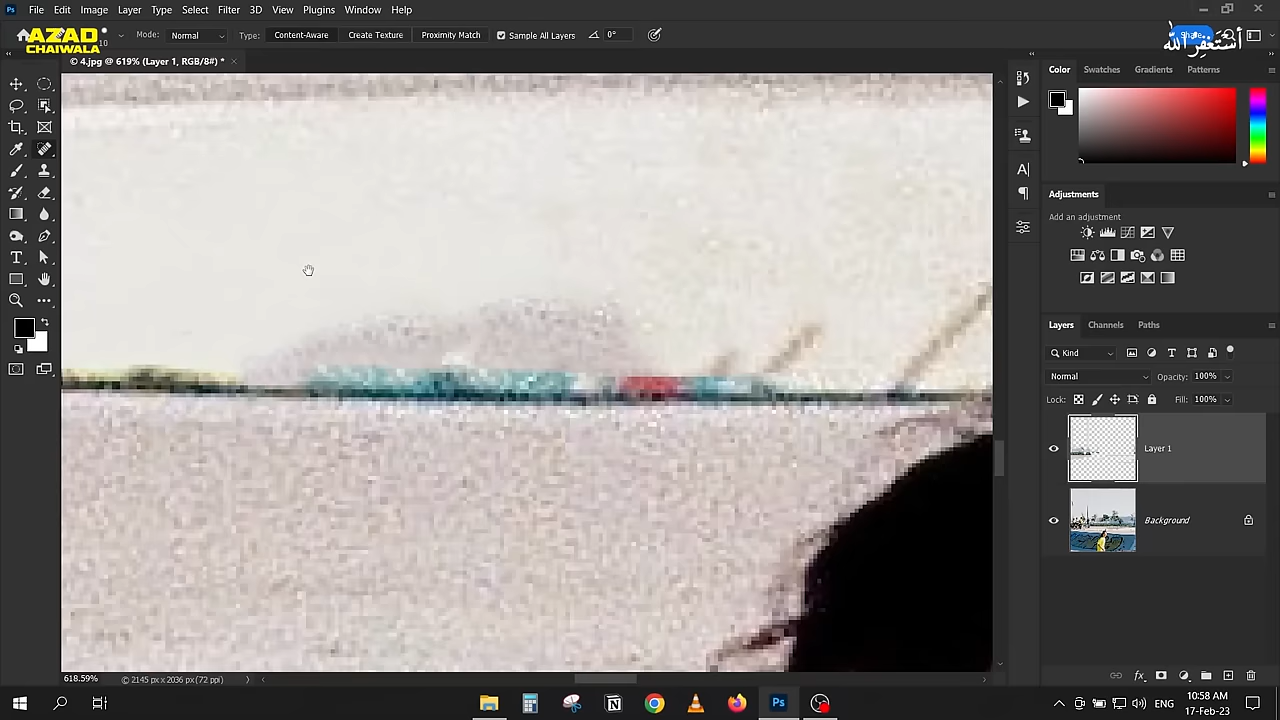 File Edit Image Layer Type Select Filter 3D View Plugins Window Help
AZAD
CHAIWALA
10
Mode: Normal Type: Content-Aware Create Texture Proximity Match Sample All Layers 0°
أستغفر الله
© 4.jpg @ 619% (Layer 1, RGB/8#) *
Color Swatches Gradients Patterns
Adjustments
Add an adjustment
Layers Channels Paths
Kind
Normal Opacity: 100%
Lock: Fill: 100%
Layer 1
Background
618.59% © 2145 px x 2036 px (72 ppi)
10:58 AM
ENG
17-Feb-23